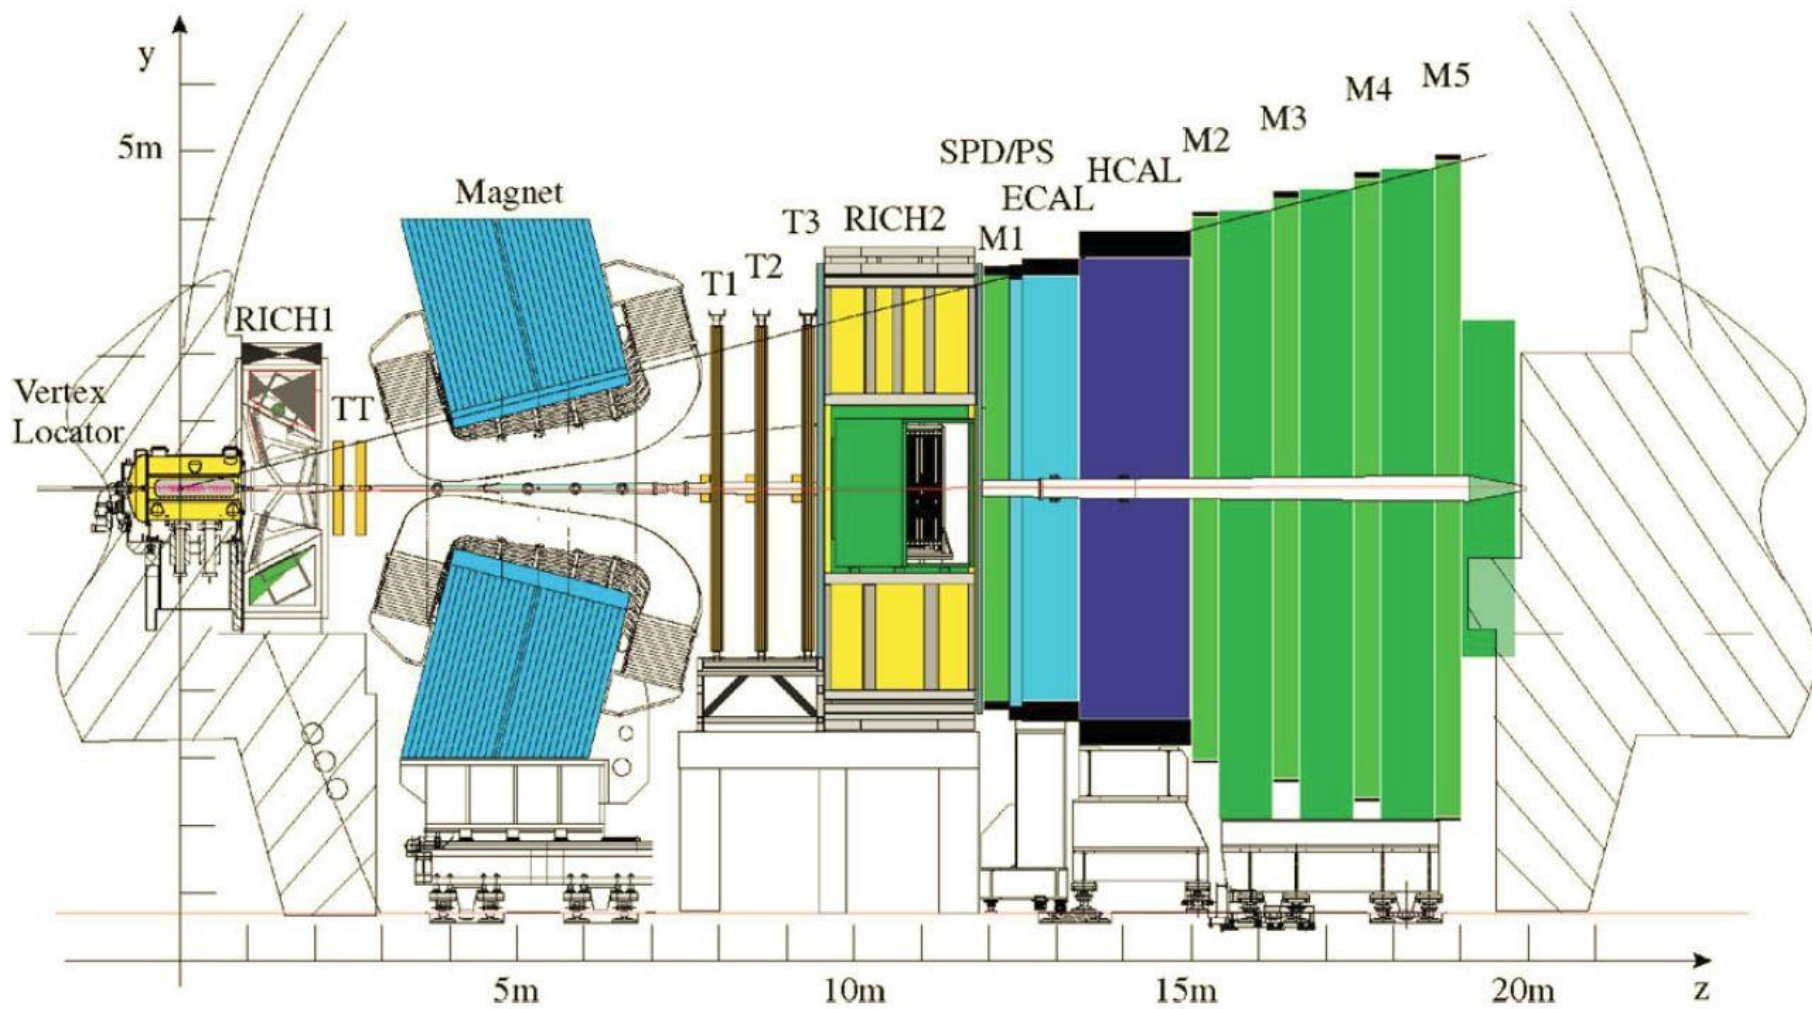 y
5m
Vertex
Locator
RICH1
TT
Magnet
T1
T2
T3
RICH2
M1
SPD/PS
ECAL
HCAL
M2
M3
M4
M5
5m
10m
15m
20m
z